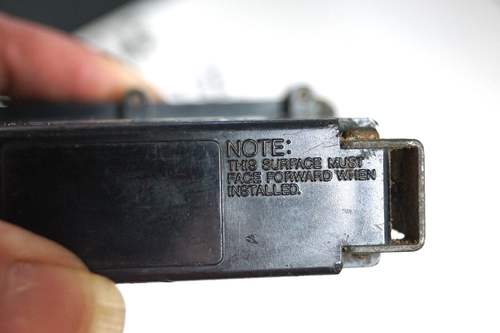 NOTE:
THIS SURFACE MUST
FACE FORWARD WHEN
INSTALLED.